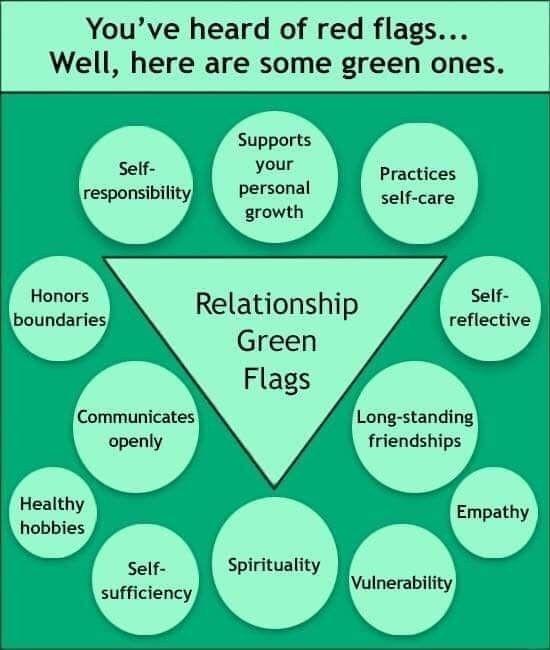 You've heard of red flags...
Well, here are some green ones.
Self-
responsibility
Supports
your
personal
growth
Practices
self-care
Honors
boundaries
Relationship
Green
Flags
Self-
reflective
Communicates
openly
Long-standing
friendships
Healthy
hobbies
Empathy
Self-
sufficiency
Spirituality
Vulnerability